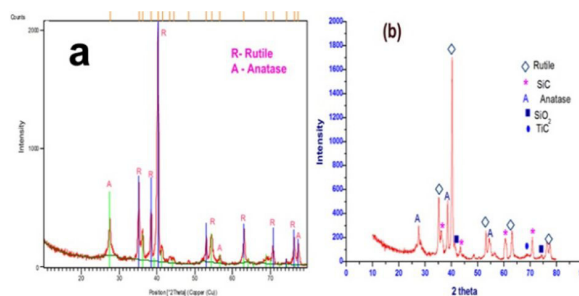 Counts
a
R- Rutile
A - Anatase
2000
1000
0
Intensity
A
R
R
R
R
R
A
R
R
R
A
20
30
40
50
60
70
Position [°2Theta] (Copper (Cu))
(b)
Rutile
SiC
A Anatase
SiO2
TiC
2000
1800
1600
1400
1200
1000
800
600
400
200
0
Intensity
A
A
A
0
10
20
30
40
50
60
70
80
2 theta